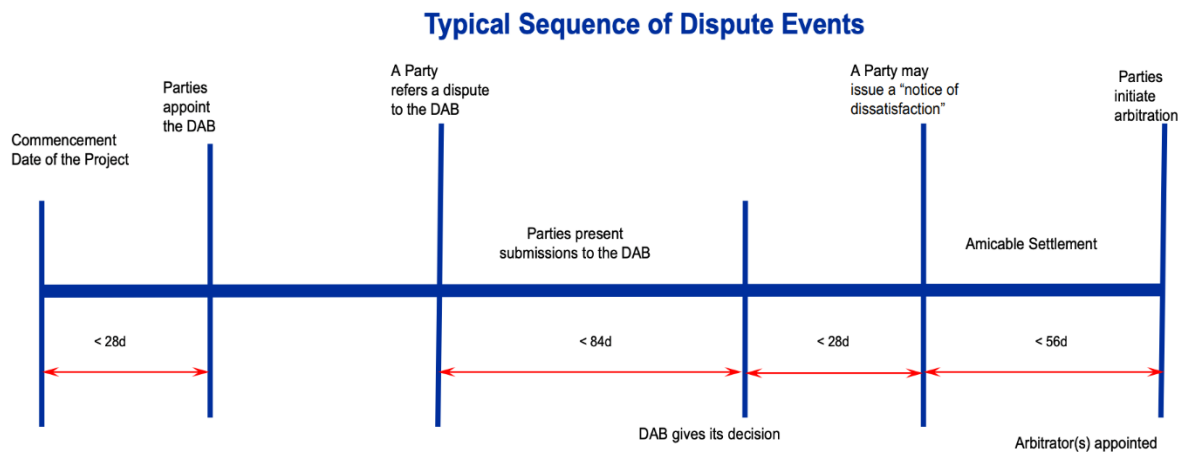 Typical Sequence of Dispute Events
Commencement
Date of the Project
Parties
appoint
the DAB
A Party
refers a dispute
to the DAB
A Party may
issue a “notice of
dissatisfaction”
Parties
initiate
arbitration
Parties present
submissions to the DAB
Amicable Settlement
< 28d
< 84d
< 28d
< 56d
DAB gives its decision
Arbitrator(s) appointed